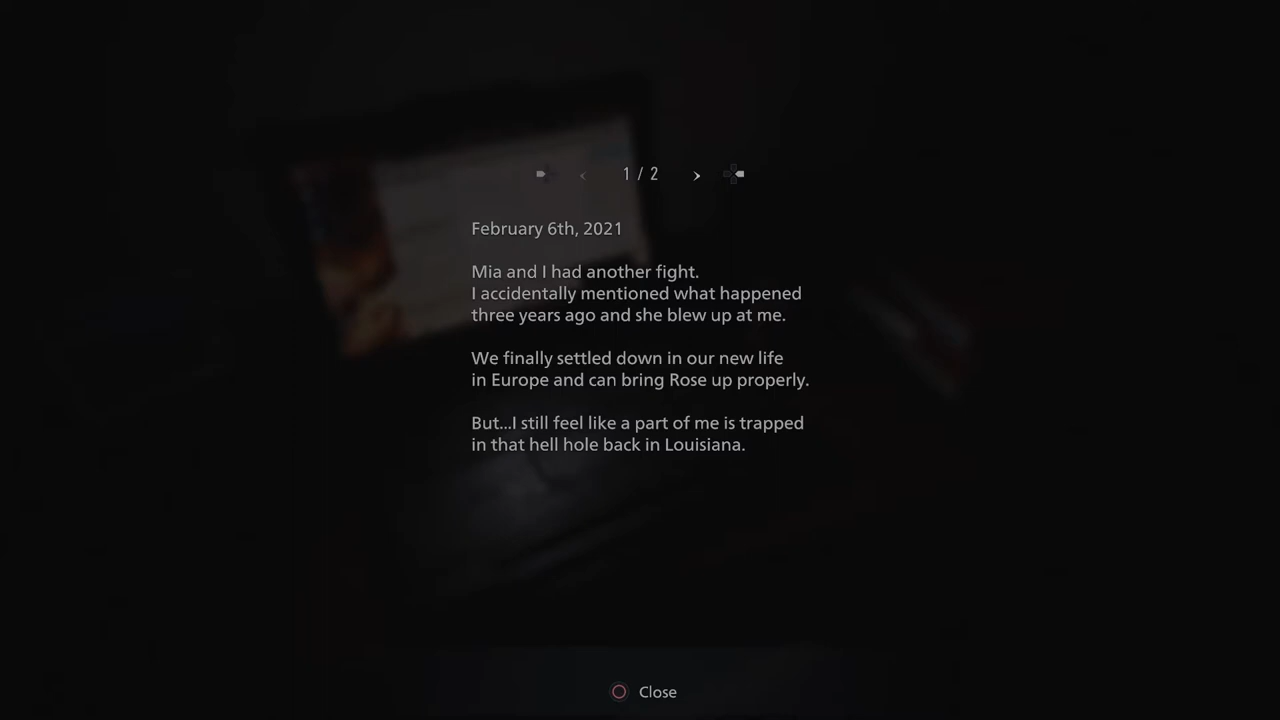 1 / 2
February 6th, 2021
Mia and I had another fight.
I accidentally mentioned what happened
three years ago and she blew up at me.
We finally settled down in our new life
in Europe and can bring Rose up properly.
But...I still feel like a part of me is trapped
in that hell hole back in Louisiana.
Close